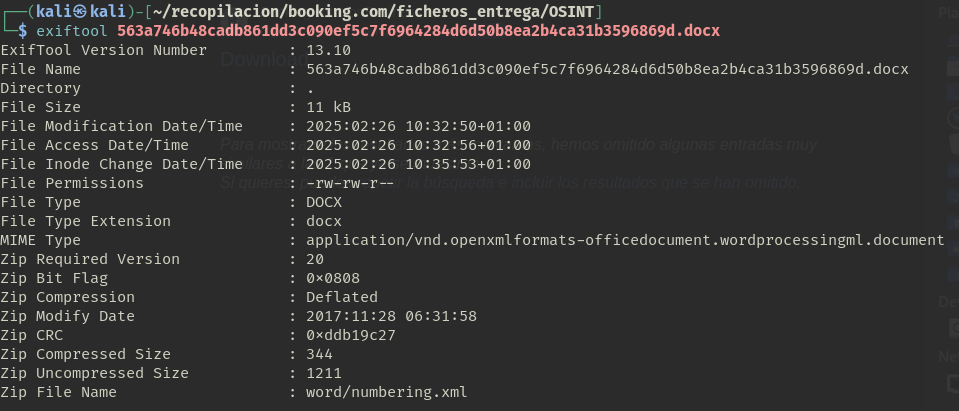 ┌──(kali㉿kali)-[~/recopilacion/booking.com/ficheros_entrega/OSINT]
└─$ exiftool 563a746b48cadb861dd3c090ef5c7f6964284d6d50b8ea2b4ca31b3596869d.docx
ExifTool Version Number         : 13.10
File Name                       : 563a746b48cadb861dd3c090ef5c7f6964284d6d50b8ea2b4ca31b3596869d.docx
Directory                       : .
File Size                       : 11 kB
File Modification Date/Time     : 2025:02:26 10:32:50+01:00
File Access Date/Time           : 2025:02:26 10:32:56+01:00
File Inode Change Date/Time     : 2025:02:26 10:35:53+01:00
File Permissions                : -rw-rw-r--
File Type                       : DOCX
File Type Extension             : docx
MIME Type                       : application/vnd.openxmlformats-officedocument.wordprocessingml.document
Zip Required Version            : 20
Zip Bit Flag                    : 0×0808
Zip Compression                 : Deflated
Zip Modify Date                 : 2017:11:28 06:31:58
Zip CRC                         : 0×ddb19c27
Zip Compressed Size             : 344
Zip Uncompressed Size           : 1211
Zip File Name                   : word/numbering.xml